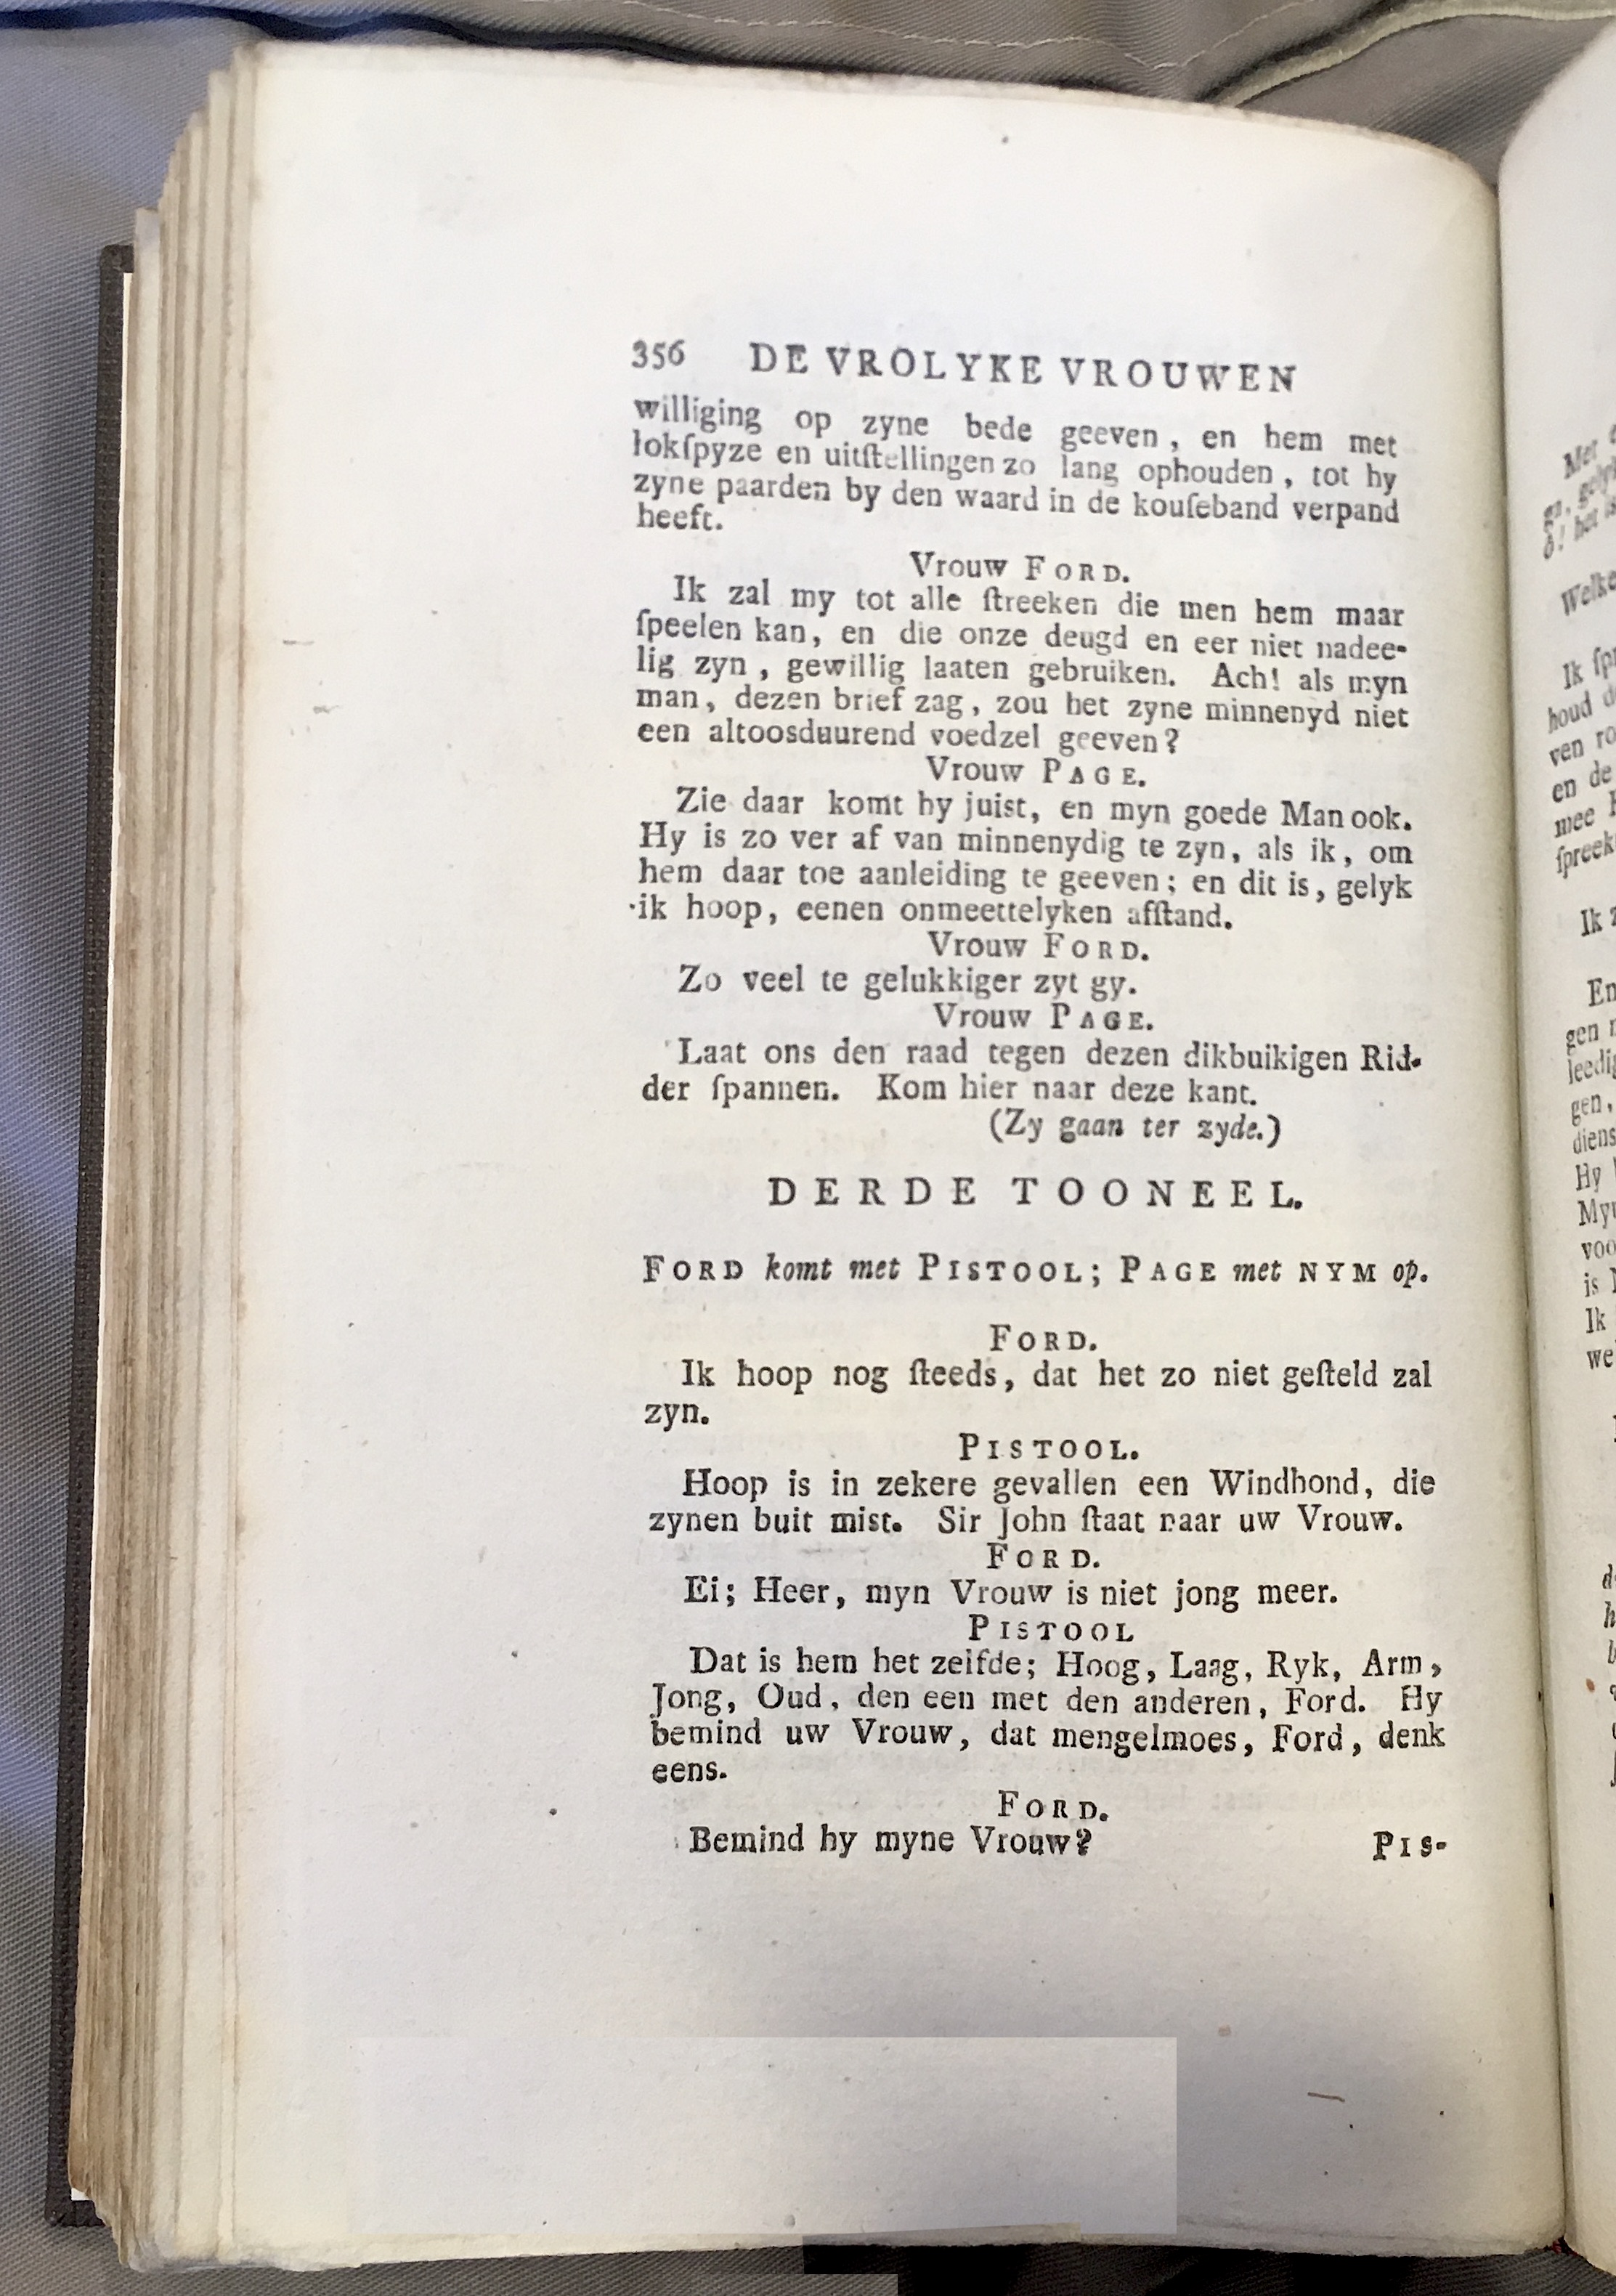 356 DE VROLYKE VROUWEN
williging op zyne bede geeven, en hem met
lokſpyze en uitſtellingen zo lang ophouden, tot hy
zyne paarden by den waard in de kouſeband verpand
heeft.
Vrouw FORD.
Ik zal my tot alle ſtreeken die men hem maar
ſpeelen kan, en die onze deugd en eer niet nadee-
lig zyn, gewillig laaten gebruiken. Ach! als myn
man, dezen brief zag, zou het zyne minnenyd niet
een altoosduurend voedzel geeven?
Vrouw PAGE.
Zie daar komt hy juist, en myn goede Man ook.
Hy is zo ver af van minnenydig te zyn, als ik, om
hem daar toe aanleiding te geeven; en dit is, gelyk
ik hoop, eenen onmeettelyken afſtand.
Vrouw FORD.
Zo veel te gelukkiger zyt gy.
Vrouw PAGE.
Laat ons den raad tegen dezen dikbuikigen Rid-
der ſpannen. Kom hier naar deze kant.
(Zy gaan ter zyde.)
DERDE TOONEEL.
FORD komt met PISTOOL; PAGE met NYM op.
FORD.
Ik hoop nog ſteeds, dat het zo niet geſteld zal
zyn.
PISTOOL.
Hoop is in zekere gevallen een Windhond, die
zynen buit mist. Sir John ſtaat naar uw Vrouw.
FORD.
Ei; Heer, myn Vrouw is niet jong meer.
PISTOOL
Dat is hem het zelfde; Hoog, Laag, Ryk, Arm,
Jong, Oud, den een met den anderen, Ford. Hy
bemind uw Vrouw, dat mengelmoes, Ford, denk
eens.
FORD.
Bemind hy myne Vrouw?
PIS-
Ik
Hy
is
Ik